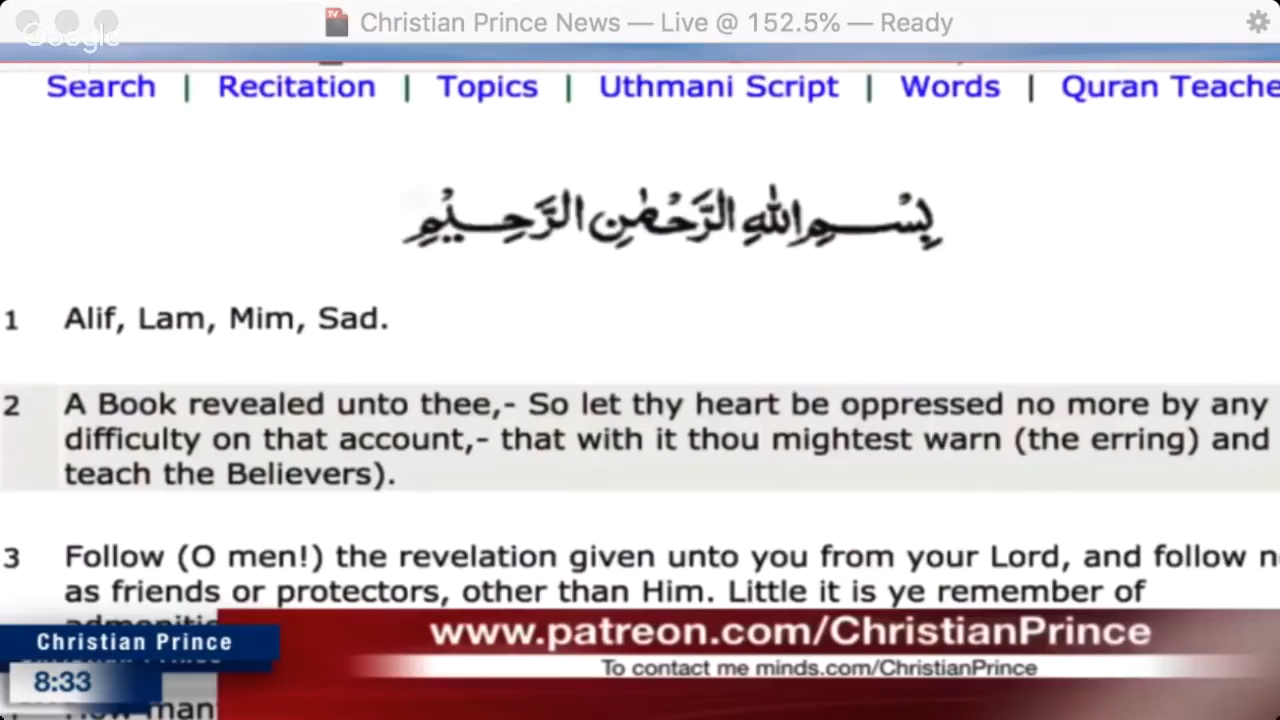 Christian Prince News — Live @ 152.5% — Ready
Google
Search | Recitation | Topics | Uthmani Script | Words | Quran Teache
بِسْمِ اللهِ الرَّحْمٰنِ الرَّحِيْمِ
1 Alif, Lam, Mim, Sad.
2 A Book revealed unto thee,- So let thy heart be oppressed no more by any
difficulty on that account,- that with it thou mightest warn (the erring) and
teach the Believers).
3 Follow (O men!) the revelation given unto you from your Lord, and follow n
as friends or protectors, other than Him. Little it is ye remember of
www.patreon.com/ChristianPrince
Christian Prince
To contact me minds.com/ChristianPrince
8:33
How man